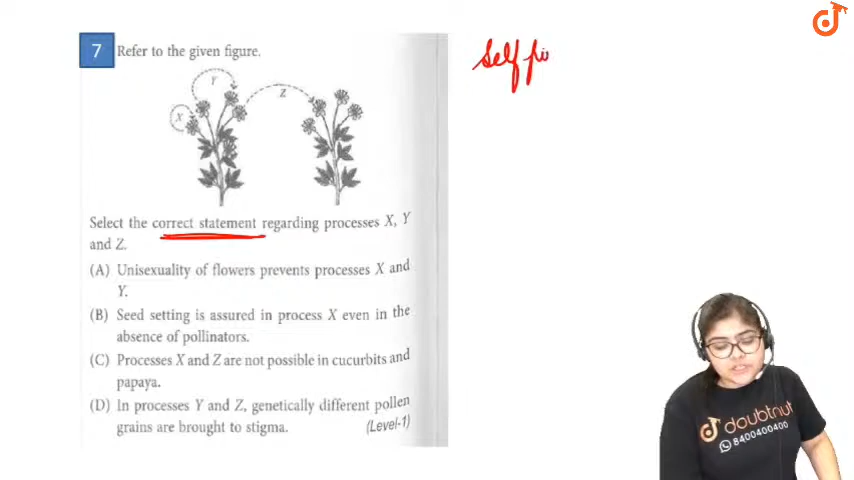 7 Refer to the given figure.
Self pi
Y
X
Z
Select the correct statement regarding processes X, Y
and Z.
(A) Unisexuality of flowers prevents processes X and
Y.
(B) Seed setting is assured in process X even in the
absence of pollinators.
(C) Processes X and Z are not possible in cucurbits and
papaya.
(D) In processes Y and Z, genetically different pollen
grains are brought to stigma. (Level-1)
doubtnut
8400400400